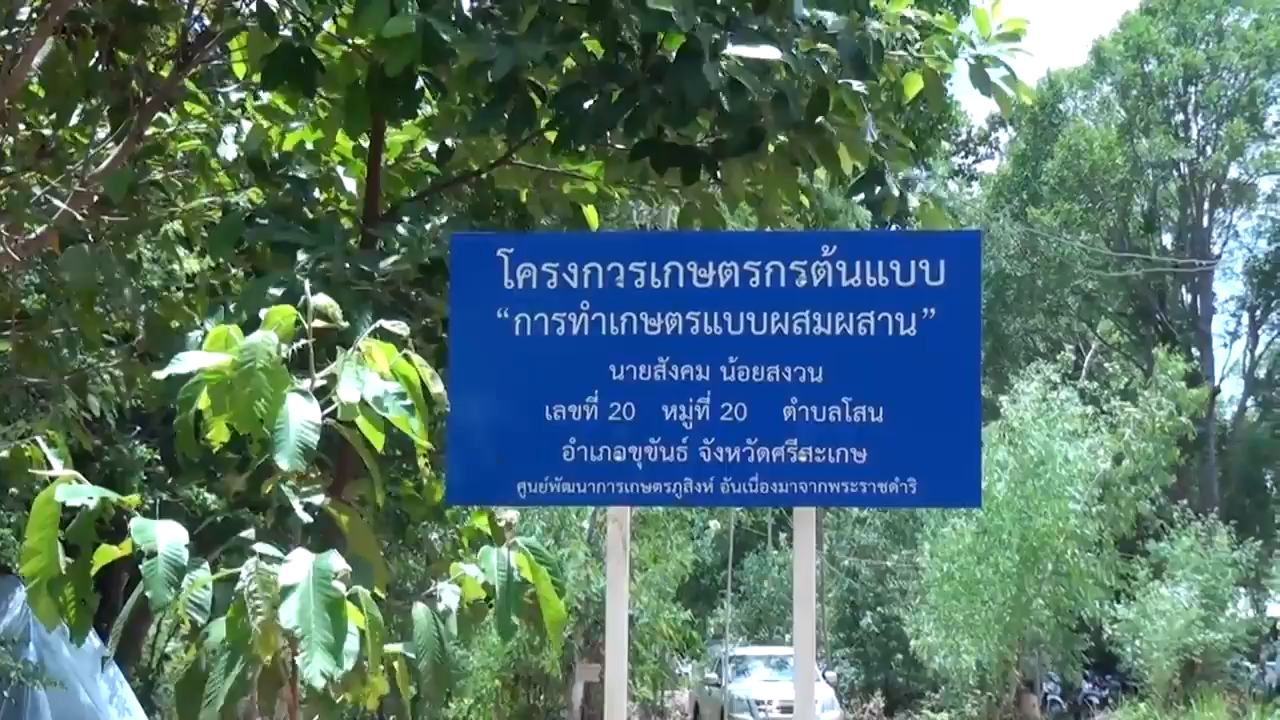 โครงการเกษตรกรต้นแบบ
“การทำเกษตรแบบผสมผสาน”
นายสังคม น้อยสงวน
เลขที่ 20 หมู่ที่ 20 ตำบลโสน
อำเภอขุขันธ์ จังหวัดศรีสะเกษ
ศูนย์พัฒนาการเกษตรภูสิงห์ อันเนื่องมาจากพระราชดำริ